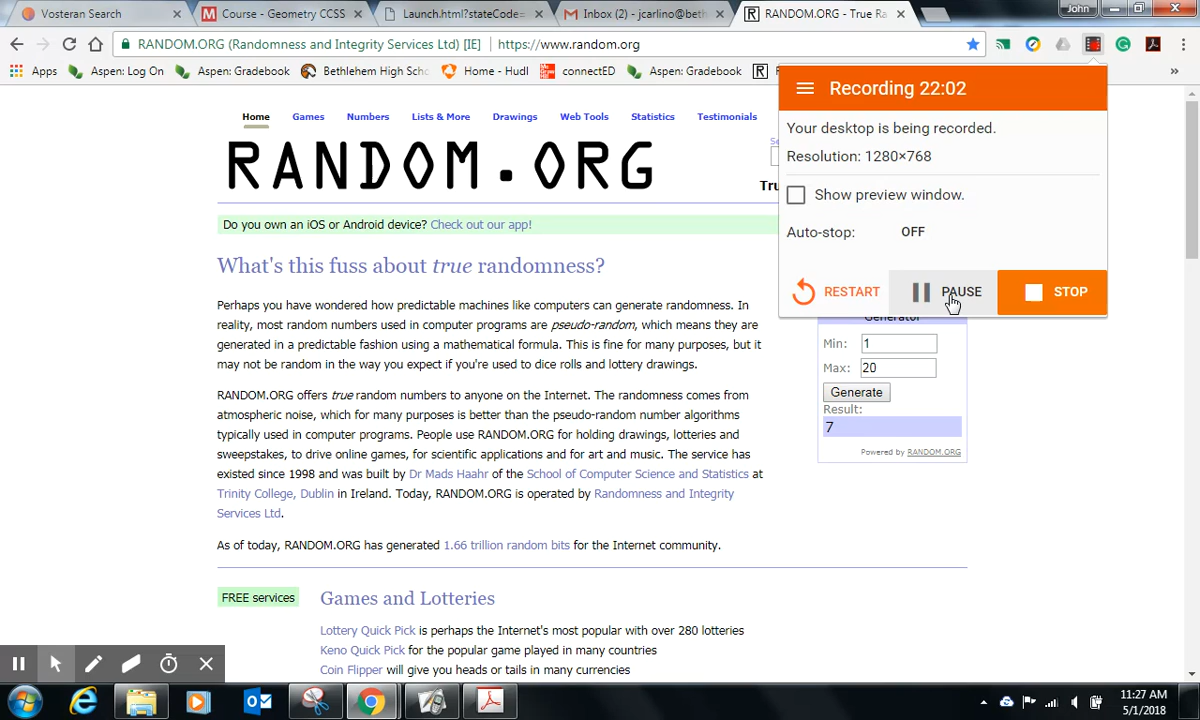 Vosteran Search
Course - Geometry CCSS
Launch.html?stateCode=
Inbox (2) - jcarlino@beth
RANDOM.ORG - True Ra
John
RANDOM.ORG (Randomness and Integrity Services Ltd) [IE]
https://www.random.org
Apps
Aspen: Log On
Aspen: Gradebook
Bethlehem High Scho
Home - Hudl
connectED
Aspen: Gradebook
»
Recording 22:02
Your desktop is being recorded.
Resolution: 1280×768
Show preview window.
Auto-stop: OFF
RESTART
PAUSE
STOP
Home
Games
Numbers
Lists & More
Drawings
Web Tools
Statistics
Testimonials
RANDOM.ORG
Do you own an iOS or Android device? Check out our app!
What's this fuss about true randomness?
Perhaps you have wondered how predictable machines like computers can generate randomness. In
reality, most random numbers used in computer programs are pseudo-random, which means they are
generated in a predictable fashion using a mathematical formula. This is fine for many purposes, but it
may not be random in the way you expect if you're used to dice rolls and lottery drawings.
RANDOM.ORG offers true random numbers to anyone on the Internet. The randomness comes from
atmospheric noise, which for many purposes is better than the pseudo-random number algorithms
typically used in computer programs. People use RANDOM.ORG for holding drawings, lotteries and
sweepstakes, to drive online games, for scientific applications and for art and music. The service has
existed since 1998 and was built by Dr Mads Haahr of the School of Computer Science and Statistics at
Trinity College, Dublin in Ireland. Today, RANDOM.ORG is operated by Randomness and Integrity
Services Ltd.
As of today, RANDOM.ORG has generated 1.66 trillion random bits for the Internet community.
Generator
Min: 1
Max: 20
Generate
Result:
7
Powered by RANDOM.ORG
FREE services
Games and Lotteries
Lottery Quick Pick is perhaps the Internet's most popular with over 280 lotteries
Keno Quick Pick for the popular game played in many countries
Coin Flipper will give you heads or tails in many currencies
11:27 AM
5/1/2018